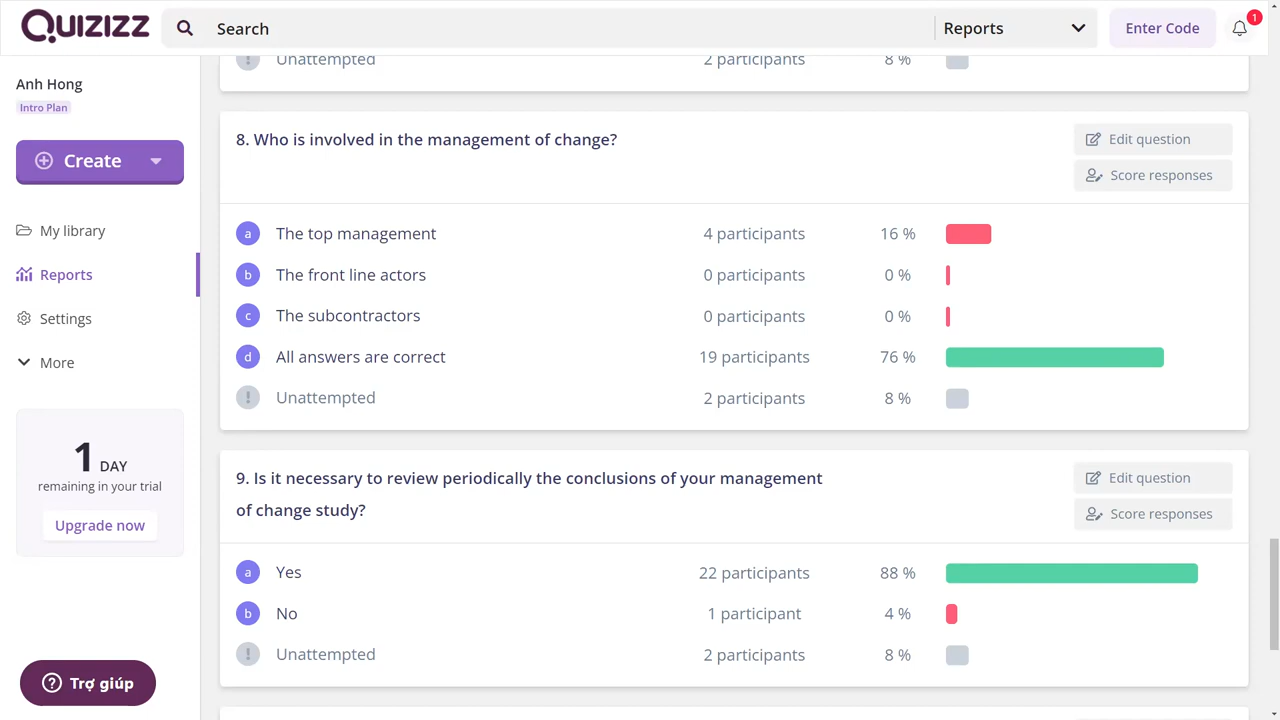 QUIZIZZ
Search
Reports
Enter Code
1
Anh Hong
Intro Plan
Create
My library
Reports
Settings
More
1 DAY
remaining in your trial
Upgrade now
Trợ giúp
! Unattempted 2 participants 8 %
8. Who is involved in the management of change?
Edit question
Score responses
a The top management 4 participants 16 %
b The front line actors 0 participants 0 %
c The subcontractors 0 participants 0 %
d All answers are correct 19 participants 76 %
! Unattempted 2 participants 8 %
9. Is it necessary to review periodically the conclusions of your management
of change study?
Edit question
Score responses
a Yes 22 participants 88 %
b No 1 participant 4 %
! Unattempted 2 participants 8 %